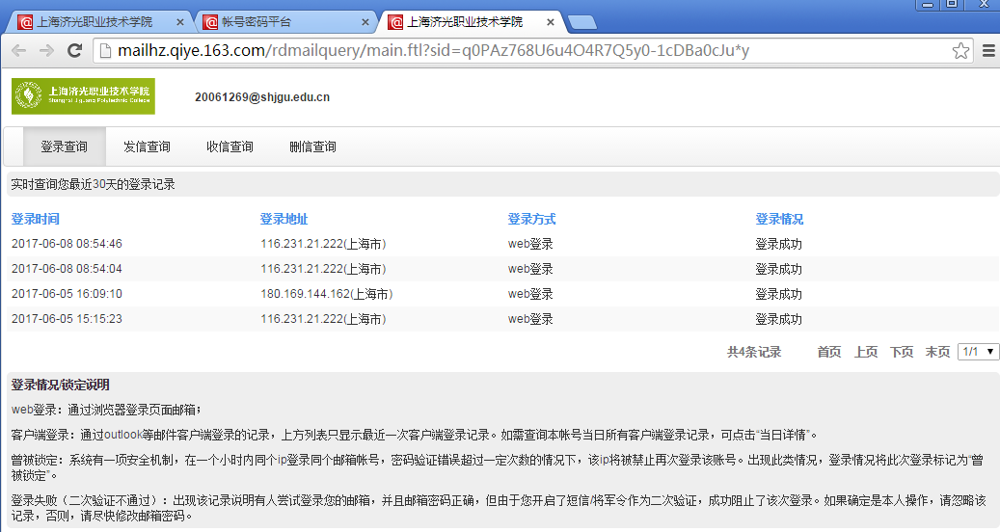 上海济光职业技术学院
帐号密码平台
上海济光职业技术学院
mailhz.qiye.163.com/rdmailquery/main.ftl?sid=q0PAz768U6u4O4R7Q5y0-1cDBa0cJu*y
上海济光职业技术学院
Shanghai Jiguang Polytechnic College
20061269@shjgu.edu.cn
登录查询 发信查询 收信查询 删信查询
实时查询您最近30天的登录记录
登录时间 登录地址 登录方式 登录情况
2017-06-08 08:54:46 116.231.21.222(上海市) web登录 登录成功
2017-06-08 08:54:04 116.231.21.222(上海市) web登录 登录成功
2017-06-05 16:09:10 180.169.144.162(上海市) web登录 登录成功
2017-06-05 15:15:23 116.231.21.222(上海市) web登录 登录成功
共4条记录 首页 上页 下页 末页 1/1
登录情况/锁定说明
web登录：通过浏览器登录页面邮箱；
客户端登录：通过outlook等邮件客户端登录的记录，上方列表只显示最近一次客户端登录记录。如需查询本帐号当日所有客户端登录记录，可点击“当日详情”。
曾被锁定：系统有一项安全机制，在一个小时内同个ip登录同个邮箱帐号，密码验证错误超过一定次数的情况下，该ip将被禁止再次登录该账号。出现此类情况，登录情况将此次登录标记为“曾
被锁定”。
登录失败（二次验证不通过）：出现该记录说明有人尝试登录您的邮箱，并且邮箱密码正确，但由于您开启了短信/将军令作为二次验证，成功阻止了该次登录。如果确定是本人操作，请忽略该
记录，否则，请尽快修改邮箱密码。